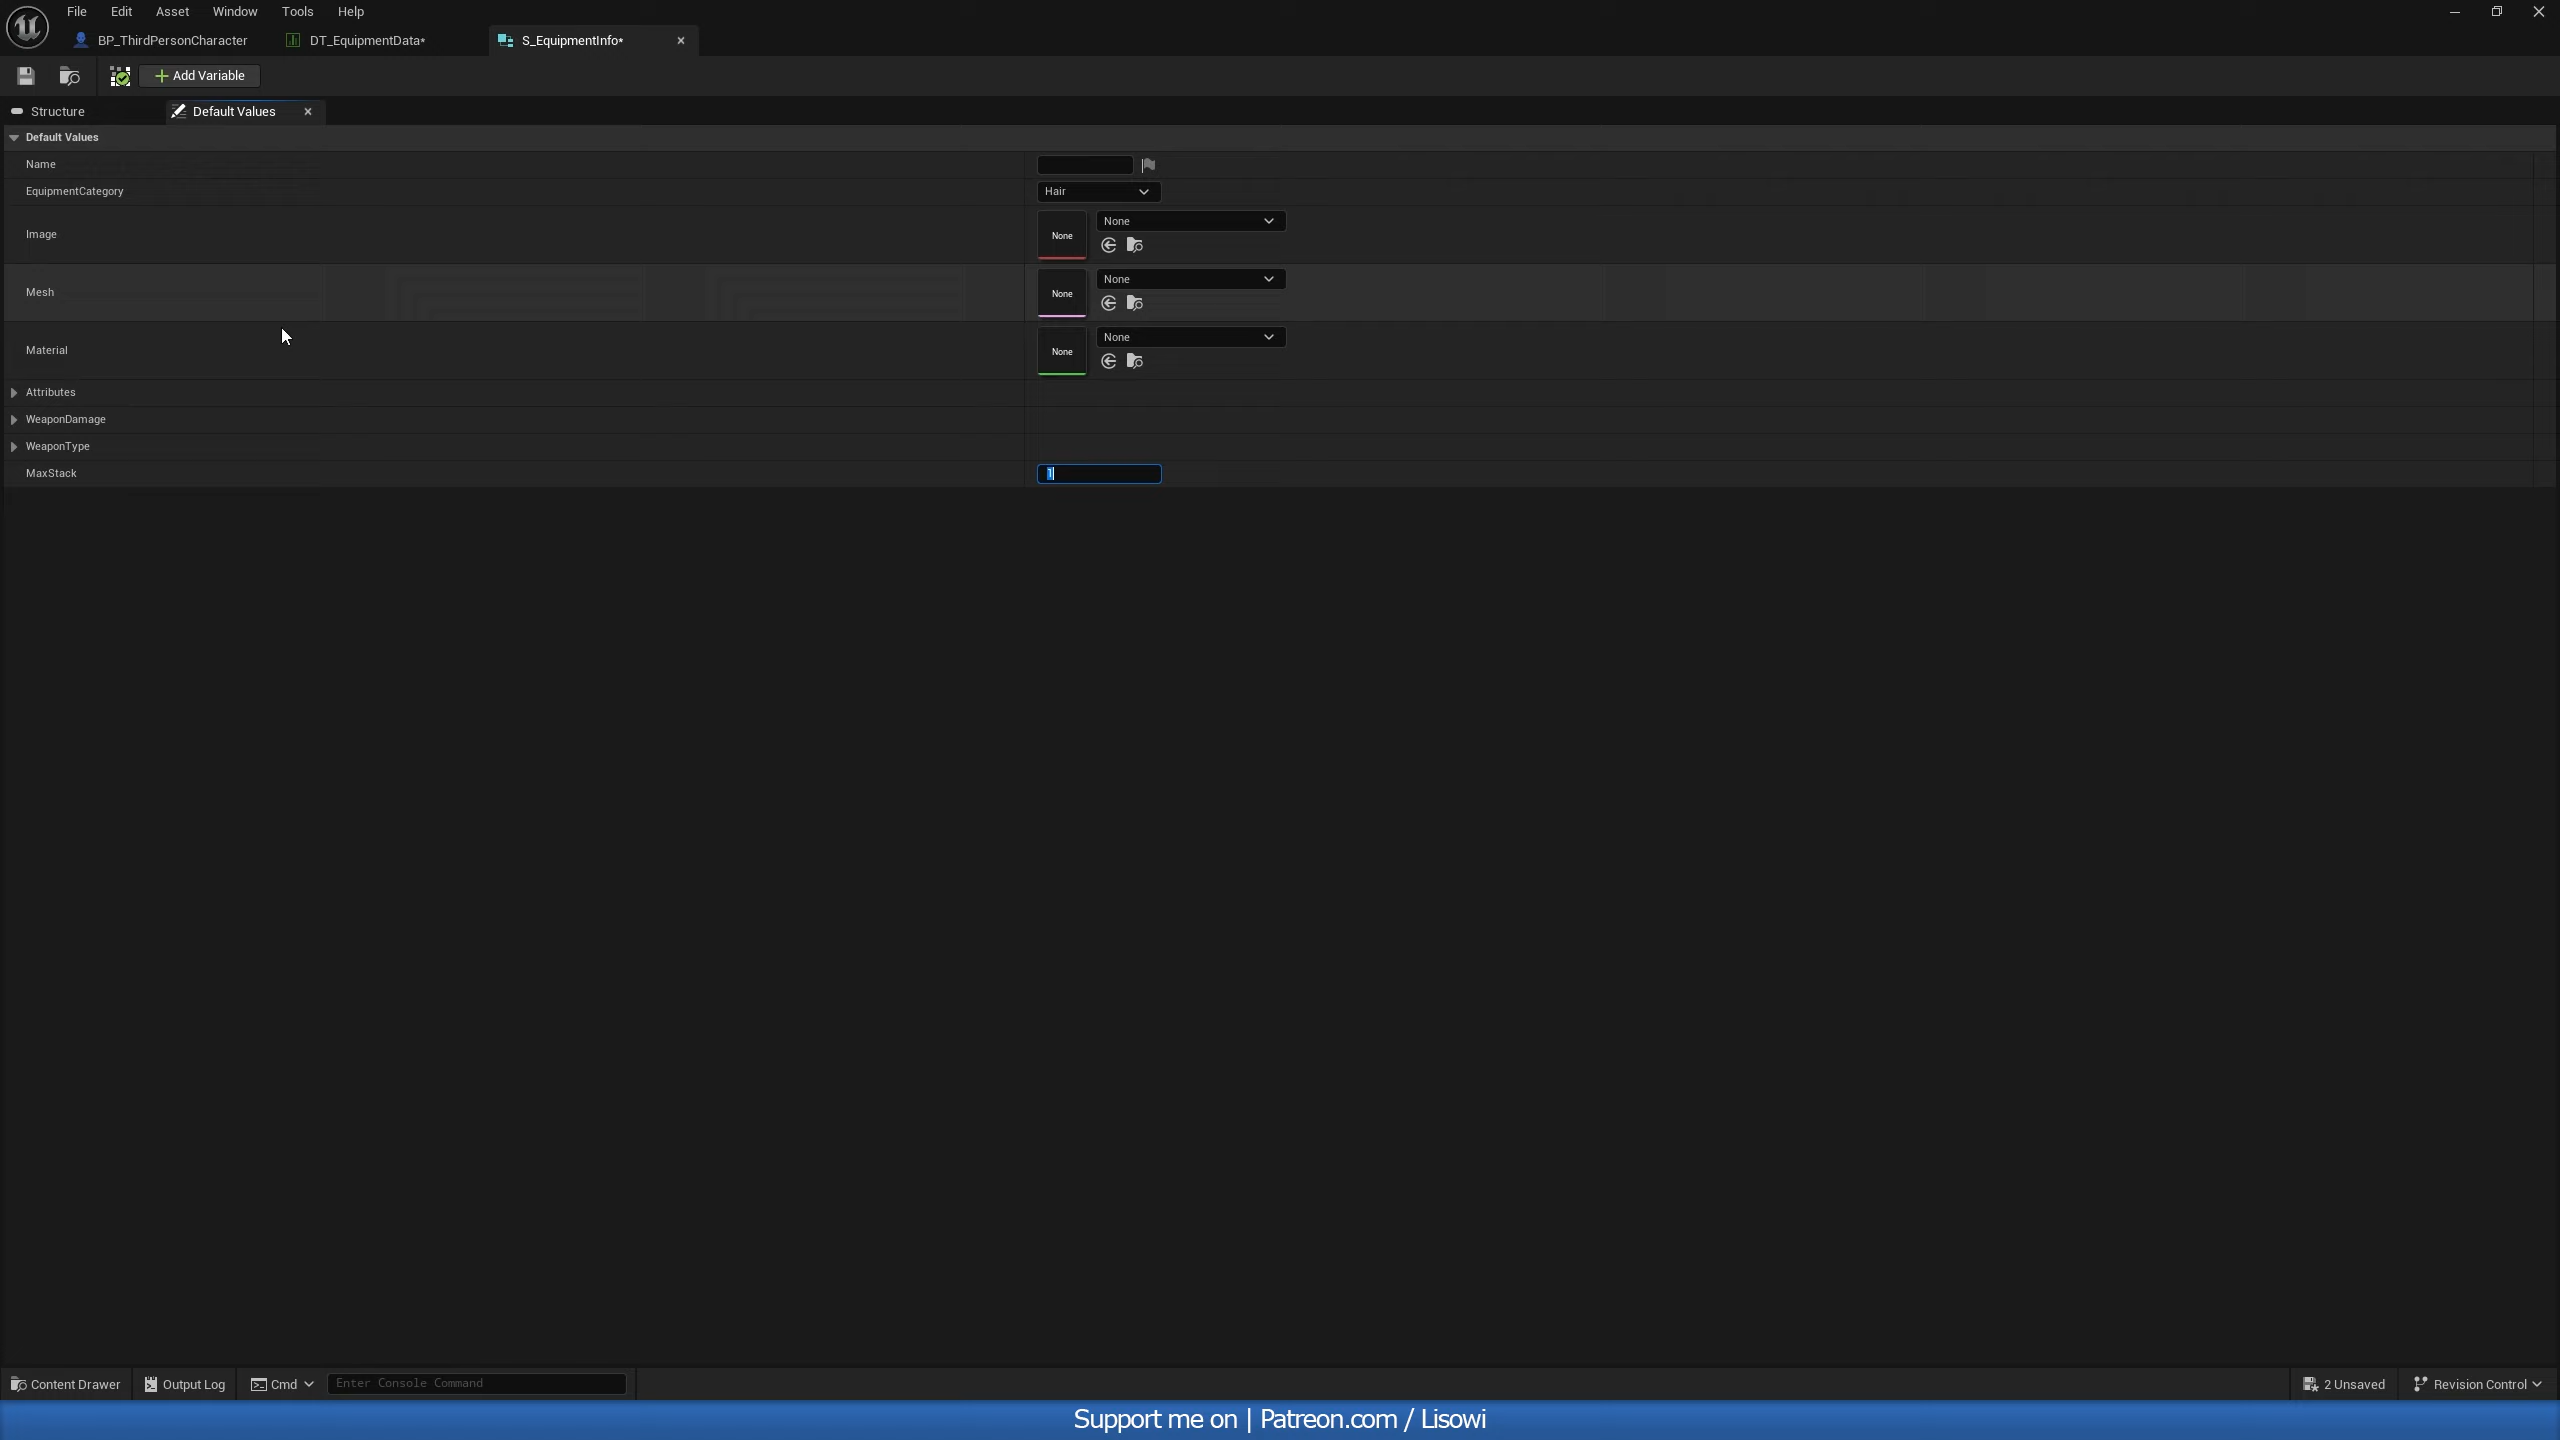 File Edit Asset Window Tools Help
BP_ThirdPersonCharacter DT_EquipmentData* S_EquipmentInfo*
Add Variable
Structure Default Values
Default Values
Name
EquipmentCategory Hair
Image None None
Mesh None None
Material None None
Attributes
WeaponDamage
WeaponType
MaxStack 1
Content Drawer Output Log Cmd Enter Console Command 2 Unsaved Revision Control
Support me on | Patreon.com / Lisowi